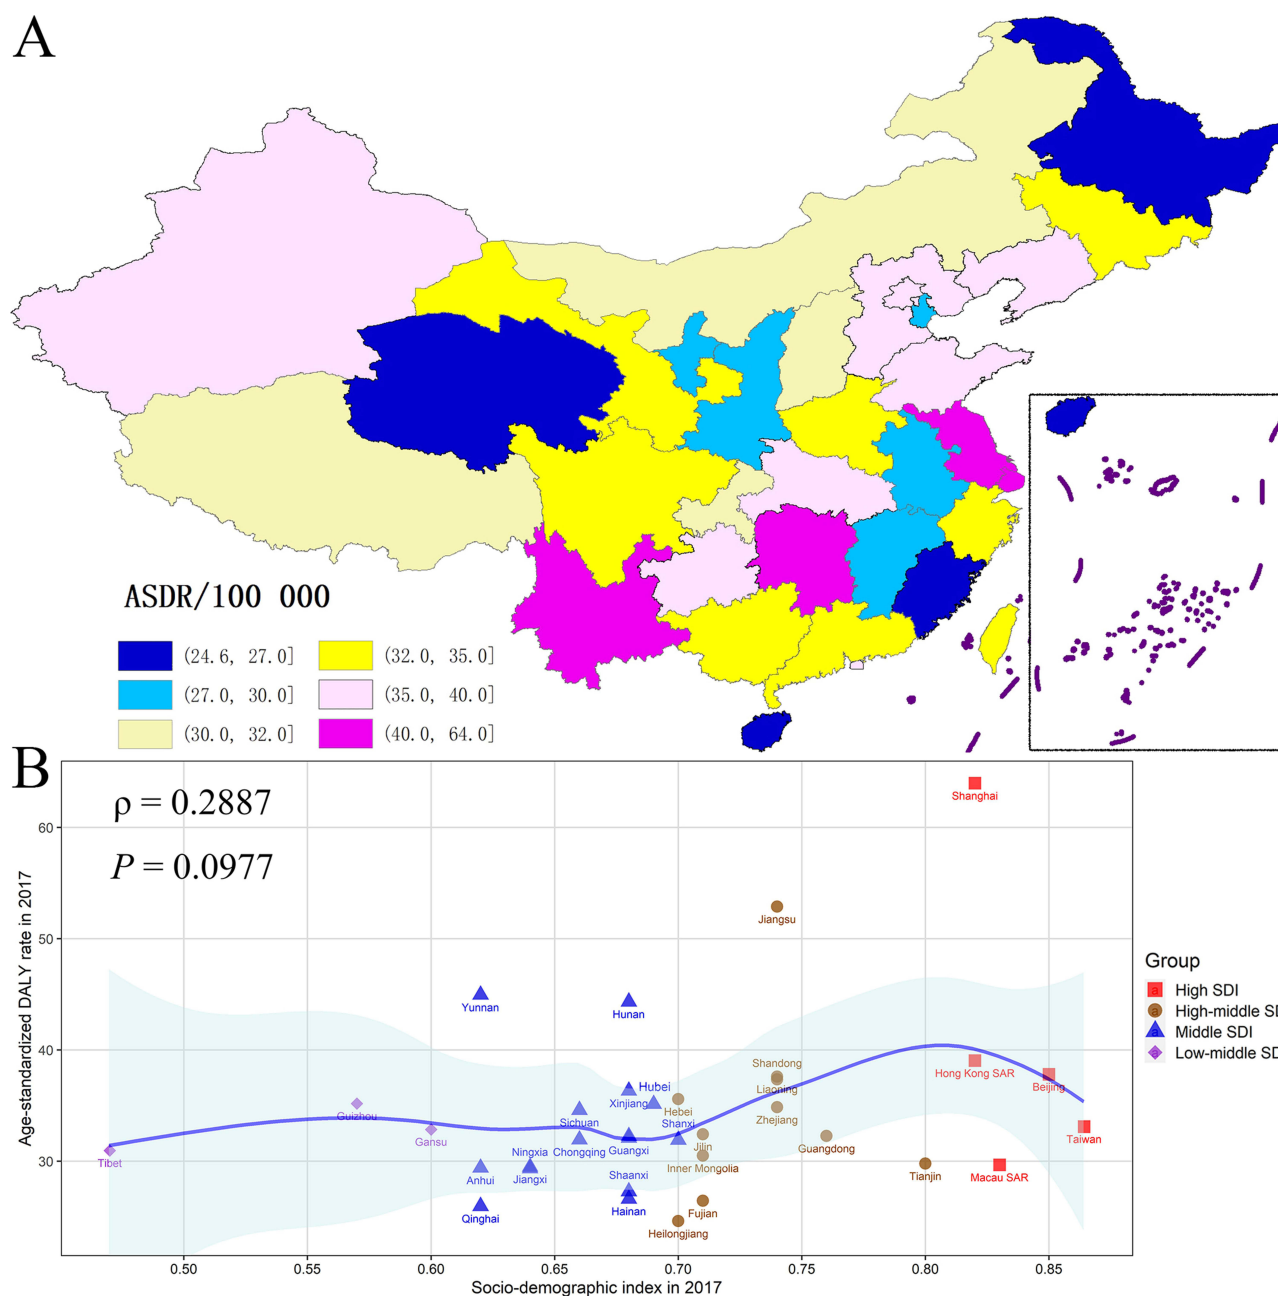 A
ASDR/100 000
(24.6, 27.0]
(32.0, 35.0]
(27.0, 30.0]
(35.0, 40.0]
(30.0, 32.0]
(40.0, 64.0]
B
ρ = 0.2887
P = 0.0977
Age-standardized DALY rate in 2017
60
50
40
30
Shanghai
Jiangsu
Yunnan
Hunan
Shandong
Hong Kong SAR
Liaoning
Beijing
Hubei
Xinjiang
Hebei
Guizhou
Zhejiang
Sichuan
Shanxi
Taiwan
Gansu
Jilin
Guangdong
Ningxia
Chongqing
Guangxi
Tibet
Inner Mongolia
Shaanxi
Anhui
Jiangxi
Tianjin
Macau SAR
Qinghai
Hainan
Fujian
Heilongjiang
0.50
0.55
0.60
0.65
0.70
0.75
0.80
0.85
Socio-demographic index in 2017
Group
a High SDI
a High-middle SD
a Middle SDI
a Low-middle SD